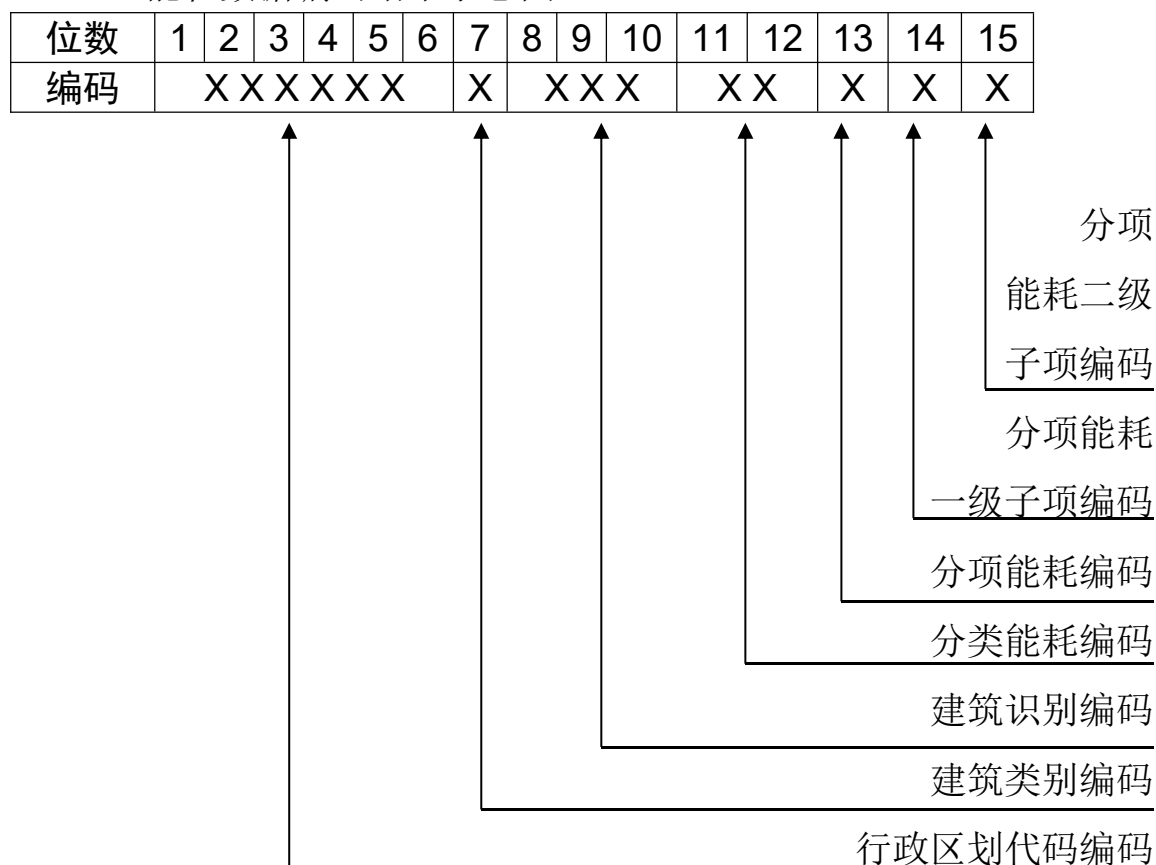 位数 1 2 3 4 5 6 7 8 9 10 11 12 13 14 15
编码 X X X X X X X X X X X X X X X
分项
能耗二级
子项编码
分项能耗
一级子项编码
分项能耗编码
分类能耗编码
建筑识别编码
建筑类别编码
行政区划代码编码